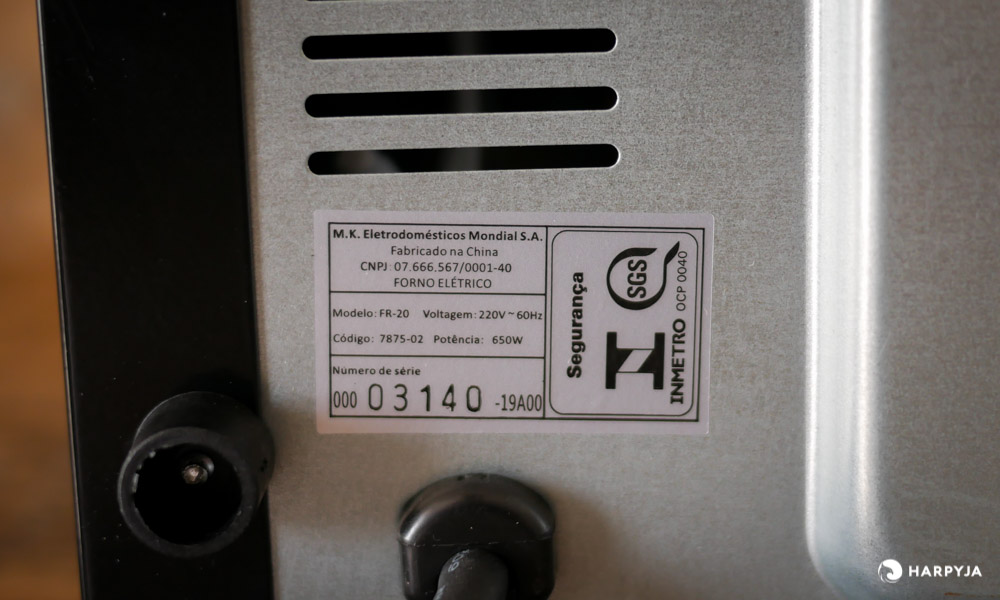 M.K. Eletrodomésticos Mondial S.A.
Fabricado na China
CNPJ: 07.666.567/0001-40
FORNO ELÉTRICO
Modelo: FR-20 Voltagem: 220V ~ 60Hz
Código: 7875-02 Potência: 650W
Número de série
000 03140 -19A00
Segurança
SGS
INMETRO OCP 0040
HARPYJA